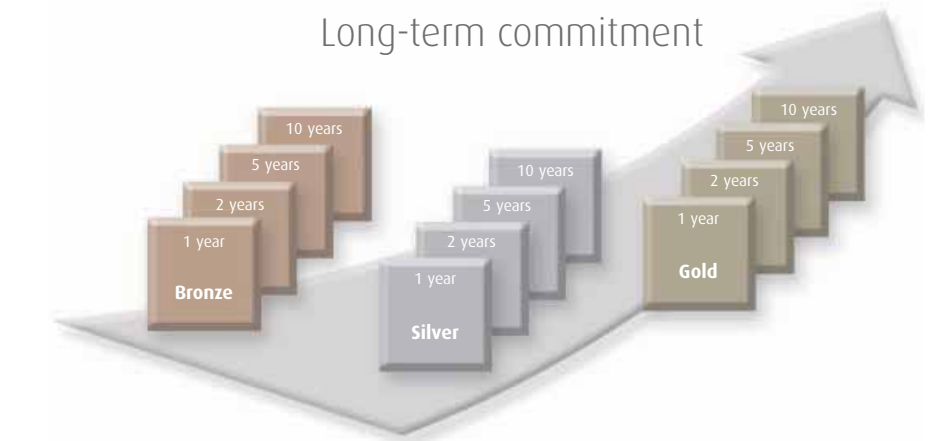 Long-term commitment
10 years
5 years
2 years
1 year
Bronze
10 years
5 years
2 years
1 year
Silver
10 years
5 years
2 years
1 year
Gold